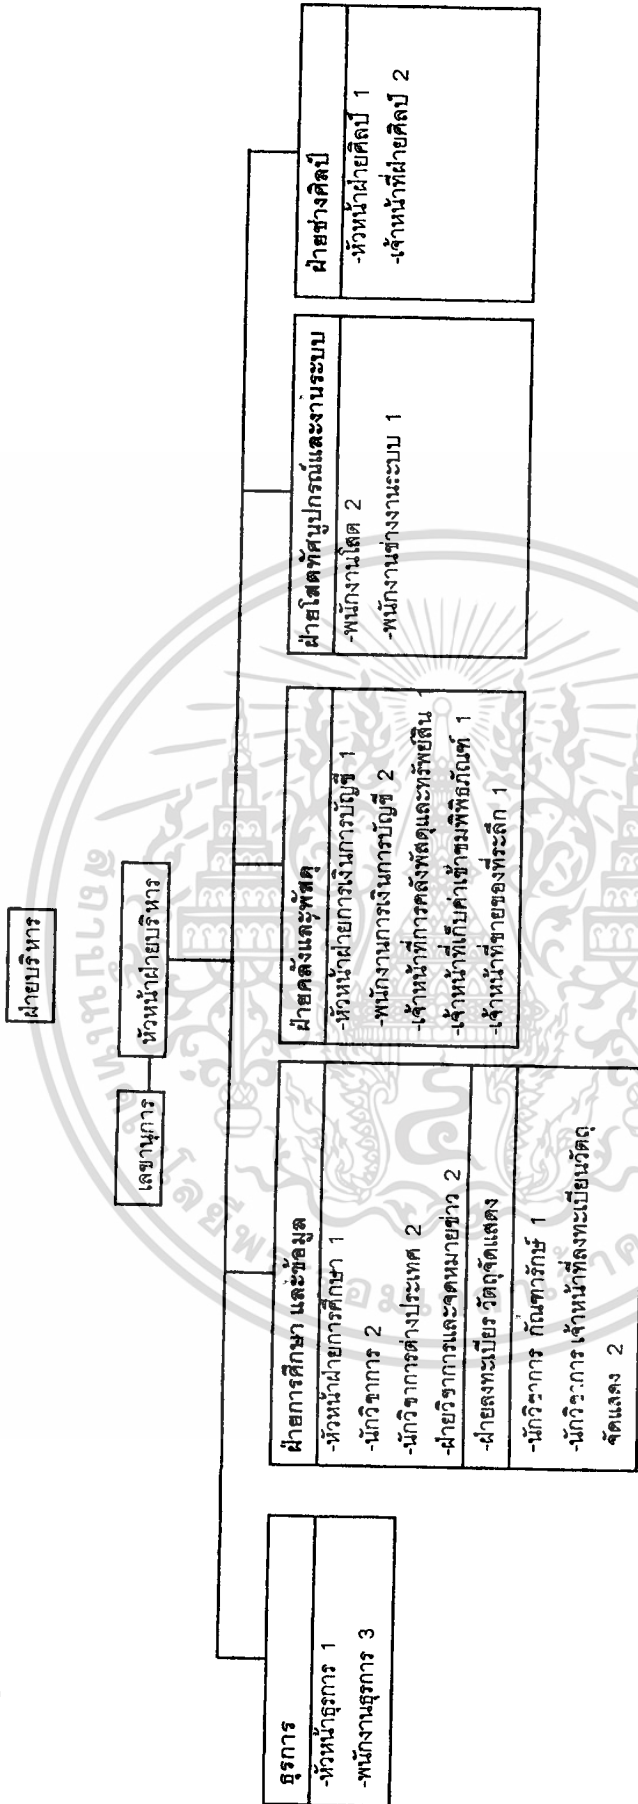 ฝ่ายบริหาร
เลขานุการ
หัวหน้าฝ่ายบริหาร
ธุรการ
-หัวหน้าธุรการ 1
-พนักงานธุรการ 3
ฝ่ายการศึกษา และข้อมูล
-หัวหน้าฝ่ายการศึกษา 1
-นักวิชาการ 2
-นักวิชาการต่างประเทศ 2
-ฝ่ายวิชาการและจดหมายข่าว 2
-ฝ่ายลงทะเบียร วัตถุจัดแสดง
-นักวิชาการ ภัณฑารักษ์ 1
-นักวิชาการ เจ้าหน้าที่ลงทะเบียนวัตถุ
จัดแสดง 2
ฝ่ายคลังและพัสดุ
-หัวหน้าฝ่ายการเงินการบัญชี 1
-พนักงานการเงินการบัญชี 2
-เจ้าหน้าที่การคลังพัสดุและทรัพย์สิน 1
-เจ้าหน้าที่เก็บค่าเข้าชมพิพิธภัณฑ์ 1
-เจ้าหน้าที่ขายของที่ระลึก 1
ฝ่ายโสตทัศนูปกรณ์และงานระบบ
-พนักงานโสต 2
-พนักงานช่างงานระบบ 1
ฝ่ายช่างศิลป์
-หัวหน้าฝ่ายศิลป์ 1
-เจ้าหน้าที่ฝ่ายศิลป์ 2